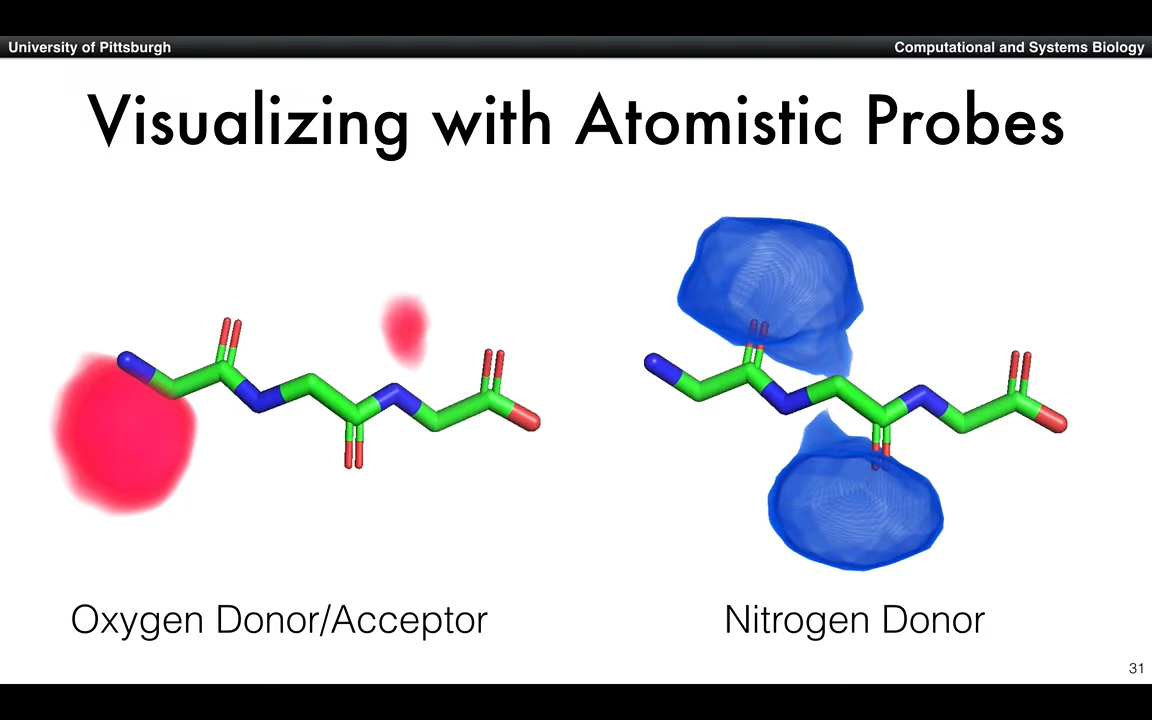 University of Pittsburgh
Computational and Systems Biology
Visualizing with Atomistic Probes
Oxygen Donor/Acceptor
Nitrogen Donor
31